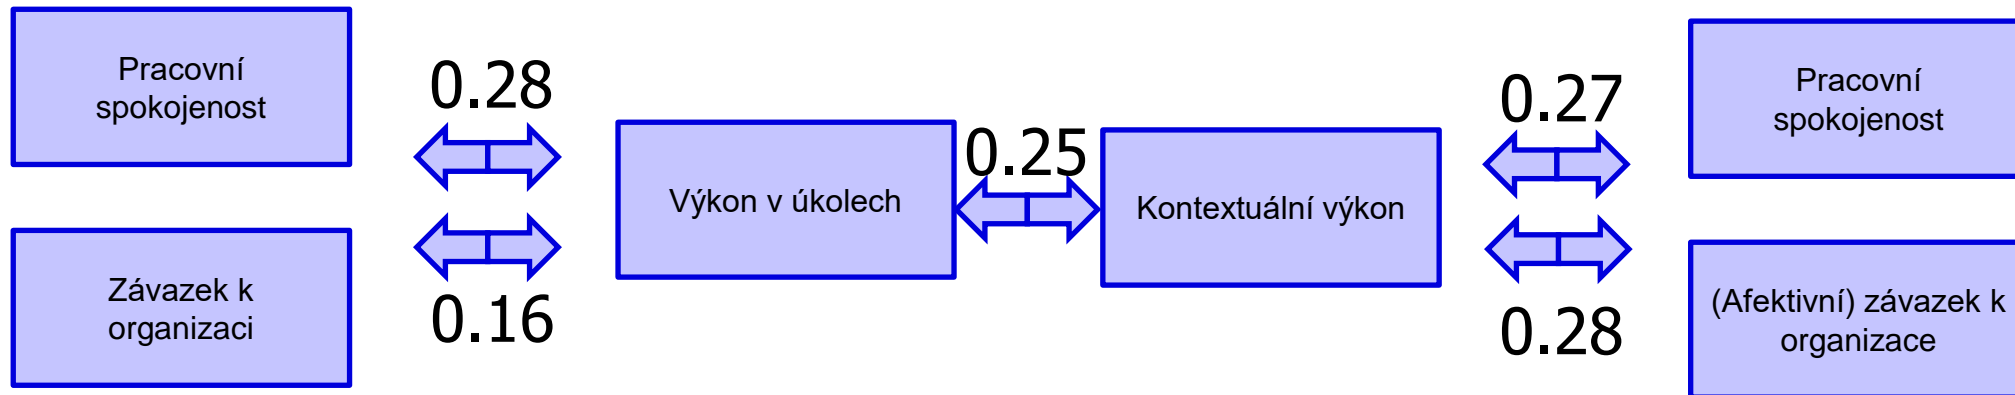 Pracovní
spokojenost
0.28
Závazek k
organizaci
0.16
Výkon v úkolech
0.25
Kontextuální výkon
0.27
Pracovní
spokojenost
0.28
(Afektivní) závazek k
organizace